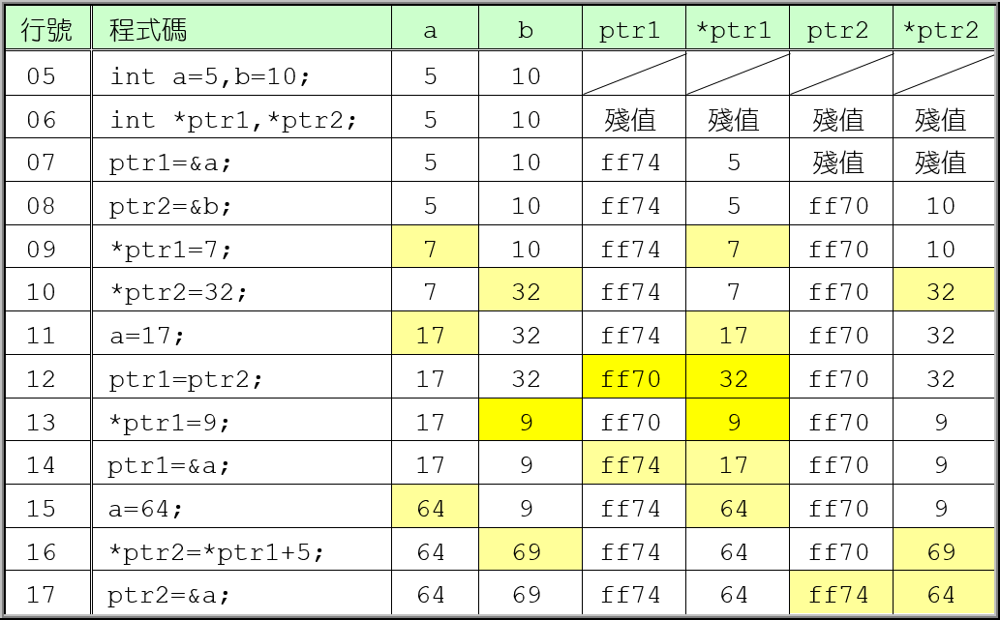 行號 程式碼 a b ptr1 *ptr1 ptr2 *ptr2
05 int a=5,b=10; 5 10
06 int *ptr1,*ptr2; 5 10 殘值 殘值 殘值 殘值
07 ptr1=&a; 5 10 ff74 5 殘值 殘值
08 ptr2=&b; 5 10 ff74 5 ff70 10
09 *ptr1=7; 7 10 ff74 7 ff70 10
10 *ptr2=32; 7 32 ff74 7 ff70 32
11 a=17; 17 32 ff74 17 ff70 32
12 ptr1=ptr2; 17 32 ff70 32 ff70 32
13 *ptr1=9; 17 9 ff70 9 ff70 9
14 ptr1=&a; 17 9 ff74 17 ff70 9
15 a=64; 64 9 ff74 64 ff70 9
16 *ptr2=*ptr1+5; 64 69 ff74 64 ff70 69
17 ptr2=&a; 64 69 ff74 64 ff74 64